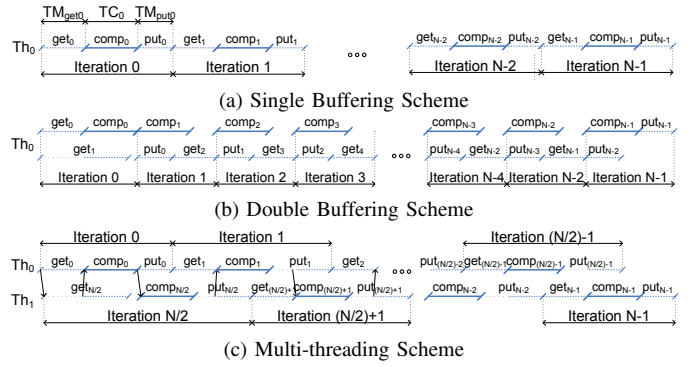 TM_get0 TC_0 TM_put0
get_0 comp_0 put_0 get_1 comp_1 put_1 get_N-2 comp_N-2 put_N-2 get_N-1 comp_N-1 put_N-1
Th_0
Iteration 0 Iteration 1 Iteration N-2 Iteration N-1
(a) Single Buffering Scheme
get_0 comp_0 comp_1 comp_2 comp_3 comp_N-3 comp_N-2 comp_N-1 put_N-1
Th_0
get_1 put_0 get_2 put_1 get_3 put_2 get_4 put_N-4 get_N-2 put_N-3 get_N-1 put_N-2
Iteration 0 Iteration 1 Iteration 2 Iteration 3 Iteration N-4 Iteration N-2 Iteration N-1
(b) Double Buffering Scheme
Iteration 0 Iteration 1 Iteration (N/2)-1
Th_0 get_0 comp_0 put_0 get_1 comp_1 put_1 get_2 put_(N/2)-2 get_(N/2)-1 comp_(N/2)-1 put_(N/2)-1
Th_1 get_N/2 comp_N/2 put_N/2 get_(N/2)+1 comp_(N/2)+1 put_(N/2)+1 comp_N-2 put_N-2 get_N-1 comp_N-1 put_N-1
Iteration N/2 Iteration (N/2)+1 Iteration N-1
(c) Multi-threading Scheme